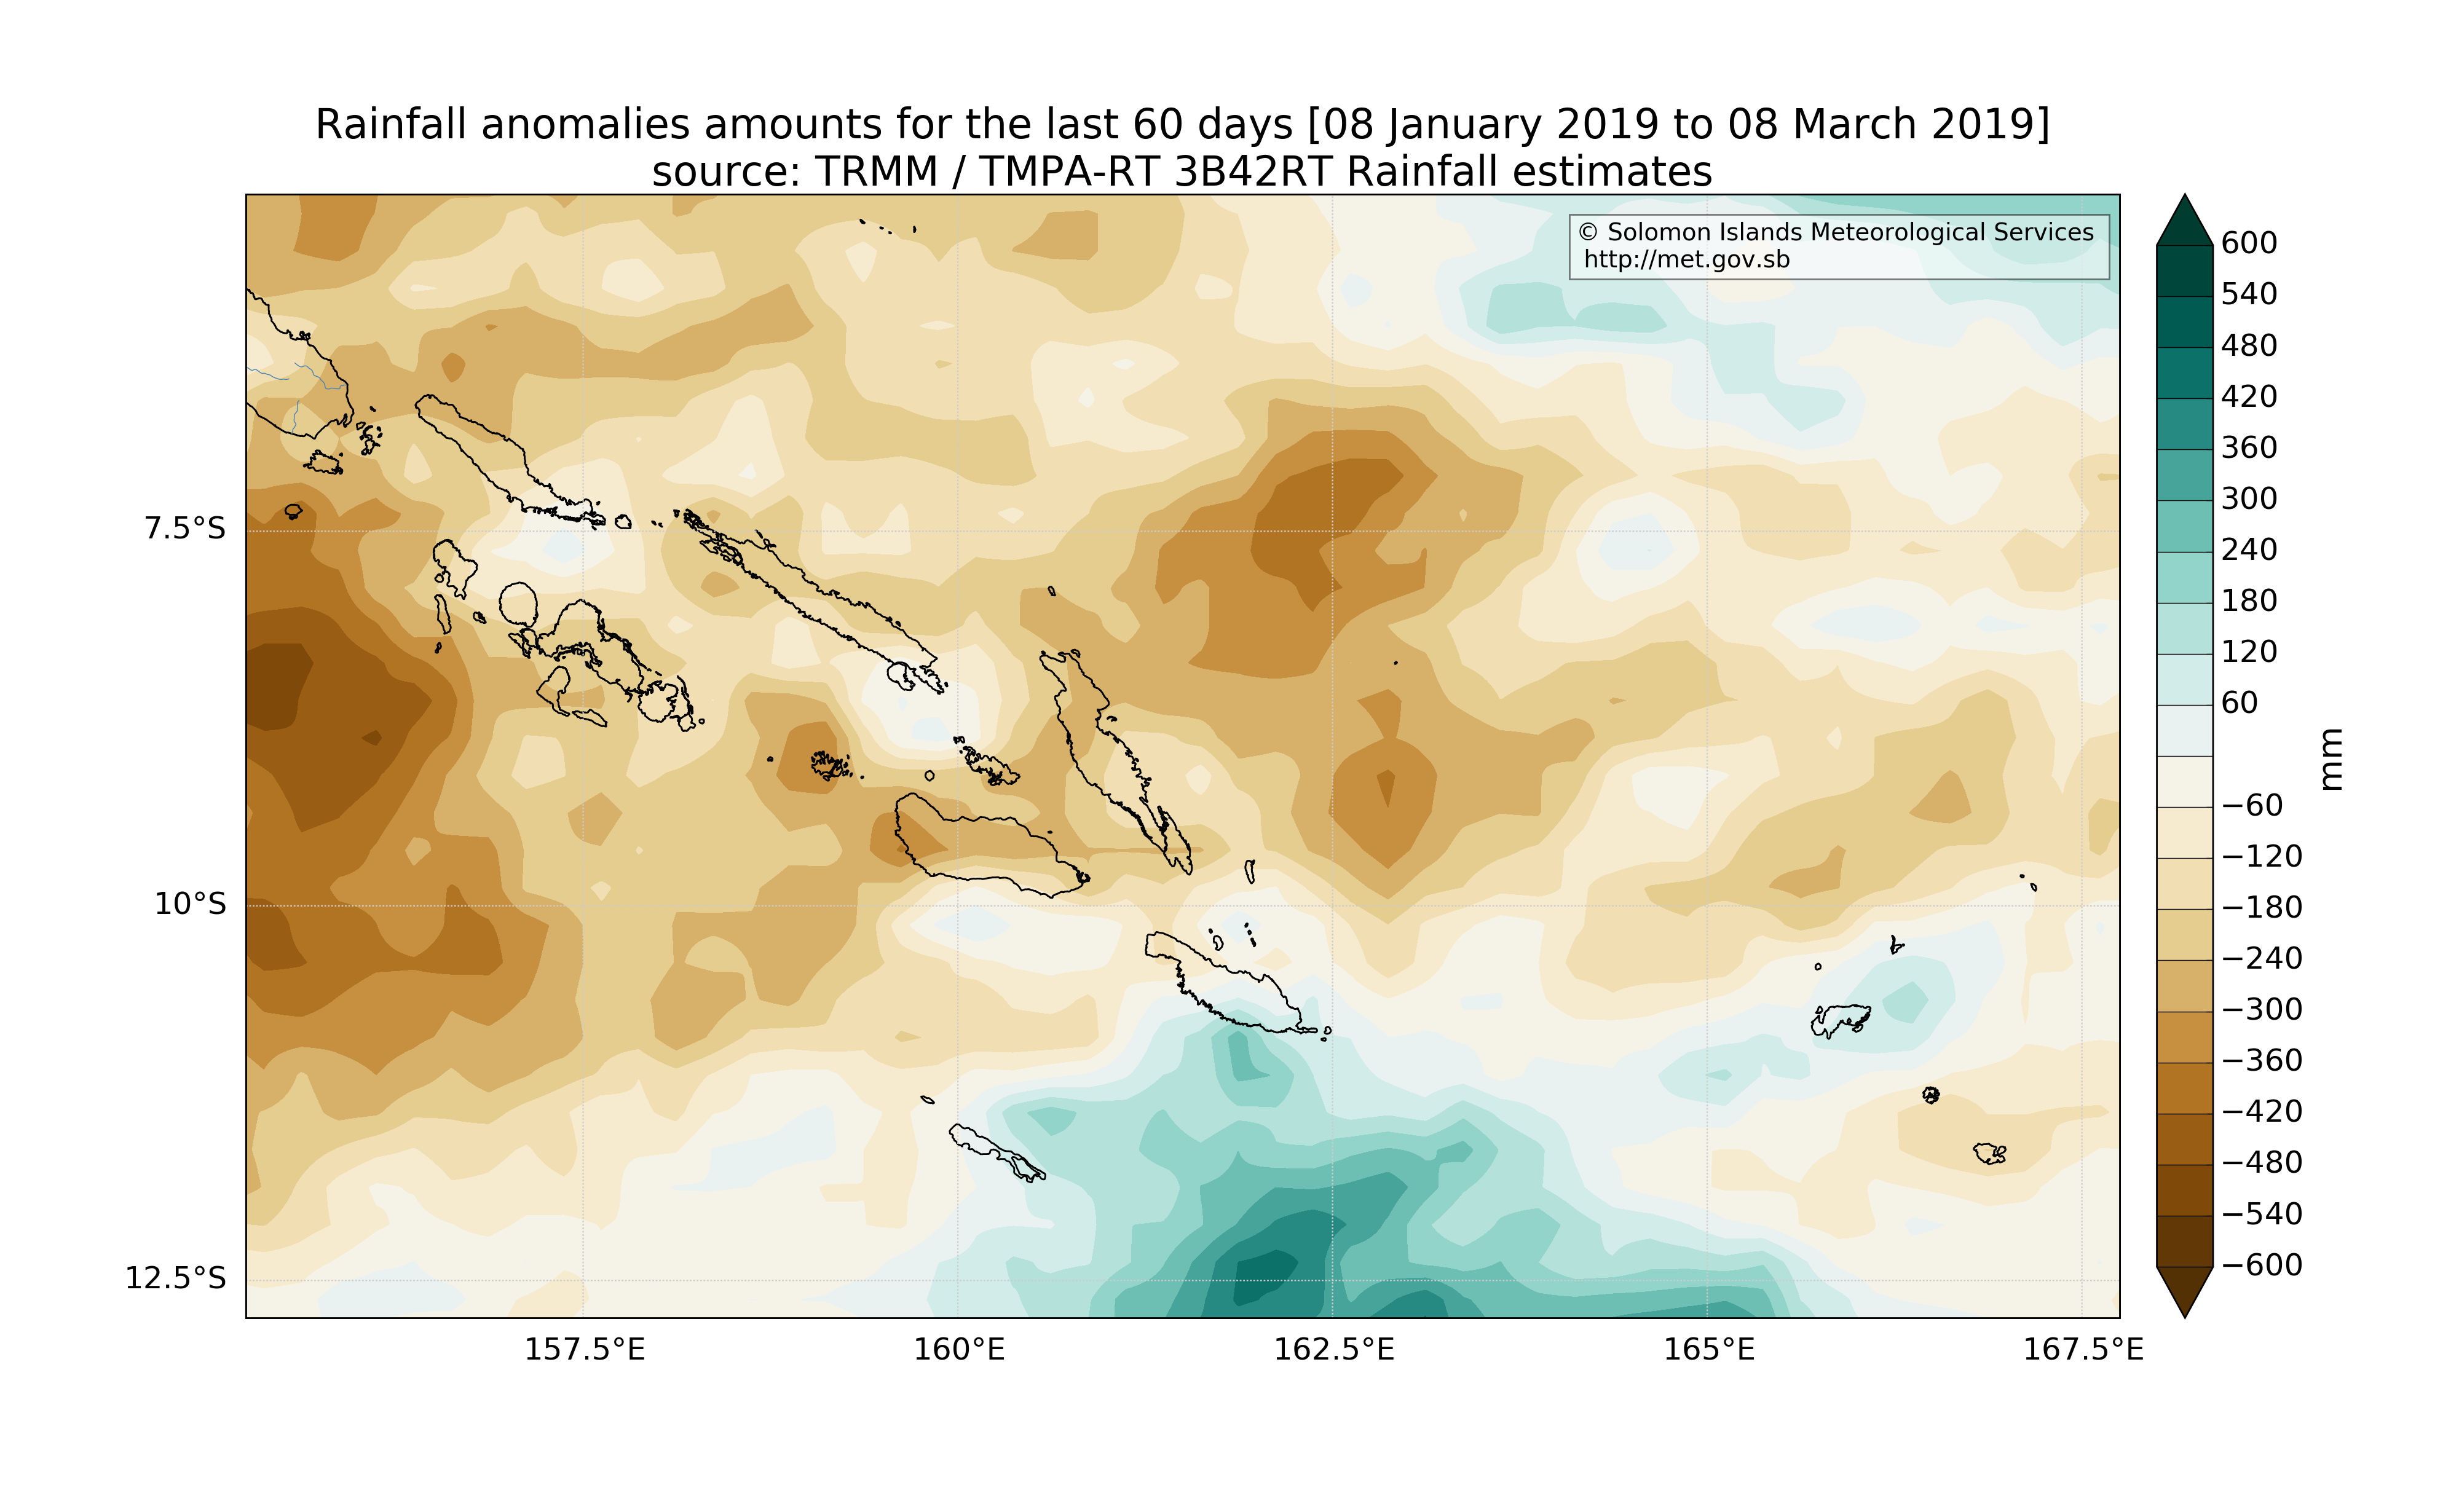 Rainfall anomalies amounts for the last 60 days [08 January 2019 to 08 March 2019]
source: TRMM / TMPA-RT 3B42RT Rainfall estimates
© Solomon Islands Meteorological Services
http://met.gov.sb
7.5°S
10°S
12.5°S
157.5°E
160°E
162.5°E
165°E
167.5°E
600
540
480
420
360
300
240
180
120
60
−60
−120
−180
−240
−300
−360
−420
−480
−540
−600
mm